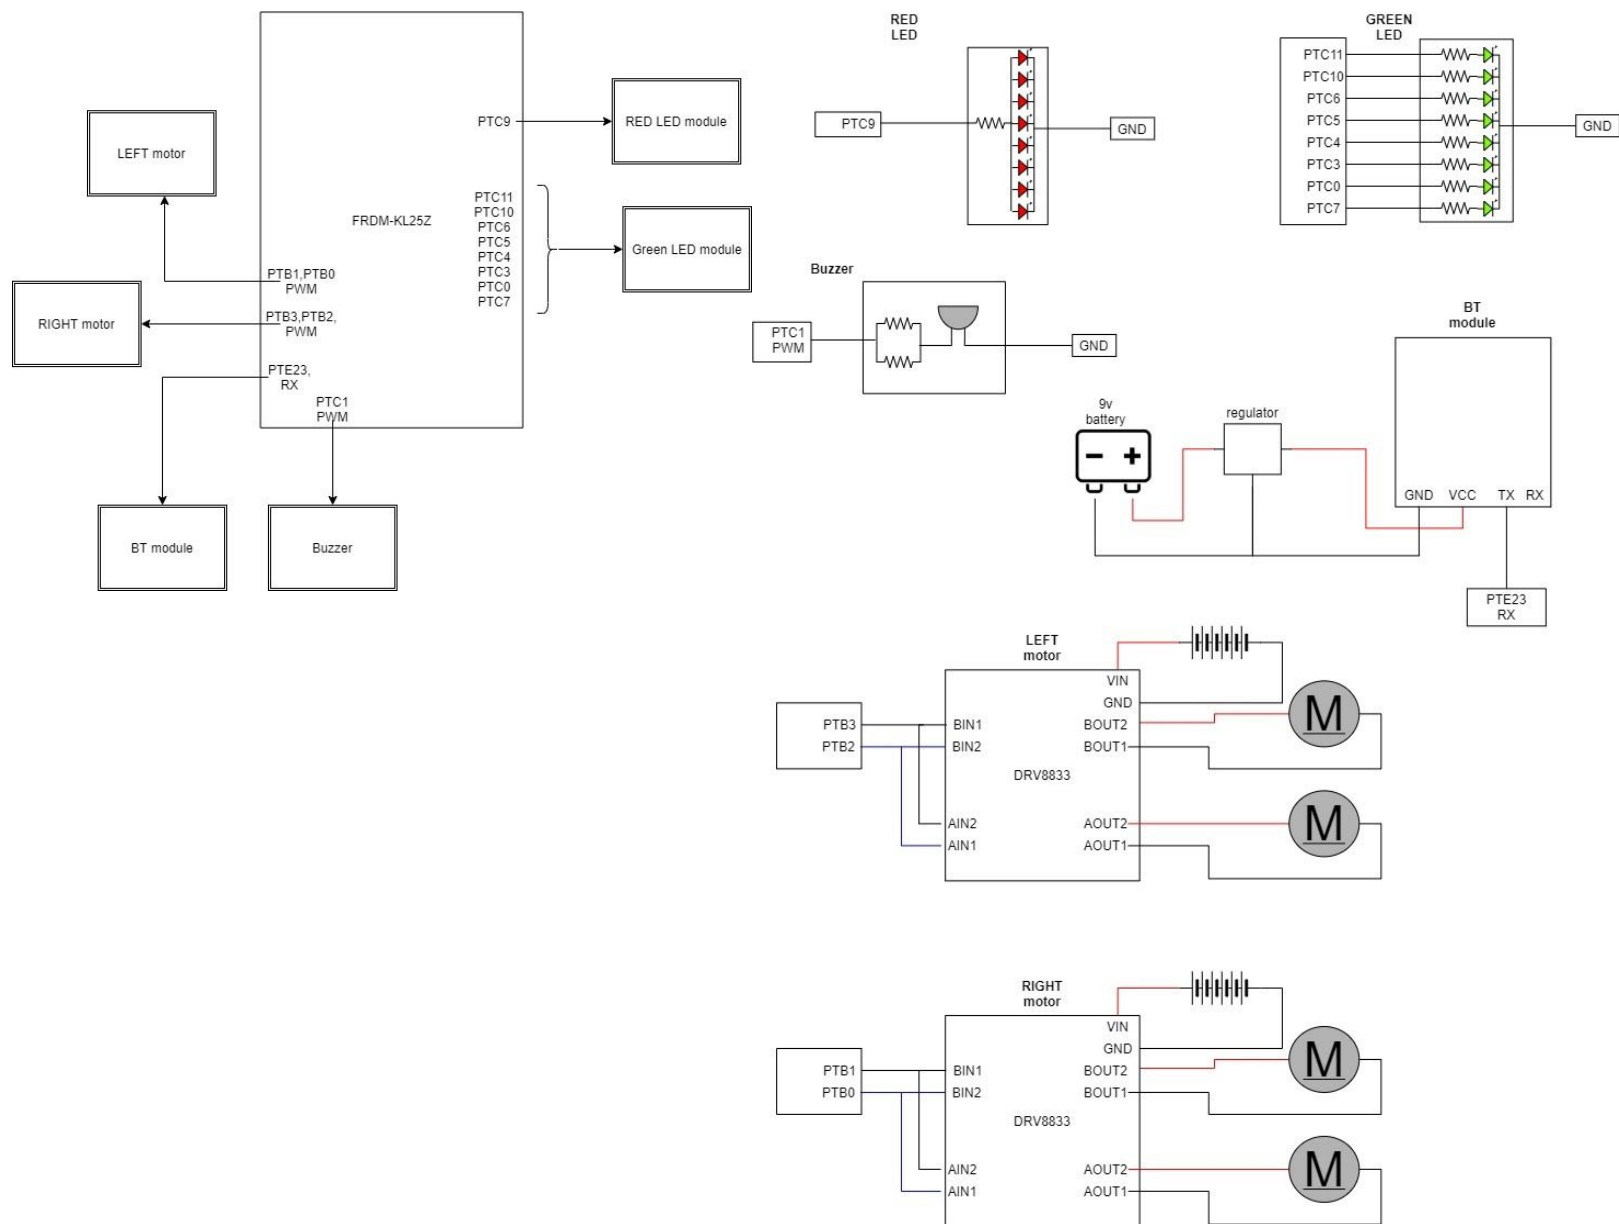 PTC9
RED LED module
LEFT motor
PTC11
PTC10
PTC6
PTC5
PTC4
PTC3
PTC0
PTC7
FRDM-KL25Z
Green LED module
PTB1,PTB0
PWM
RIGHT motor
PTB3,PTB2,
PWM
PTE23,
RX
PTC1
PWM
BT module
Buzzer
RED
LED
PTC9
GND
GREEN
LED
PTC11
PTC10
PTC6
PTC5
PTC4
PTC3
PTC0
PTC7
GND
Buzzer
PTC1
PWM
GND
BT
module
9v
battery
regulator
GND VCC TX RX
PTE23
RX
LEFT
motor
VIN
GND
PTB3 BIN1 BOUT2
PTB2 BIN2 BOUT1
DRV8833
AIN2 AOUT2
AIN1 AOUT1
M
M
RIGHT
motor
VIN
GND
PTB1 BIN1 BOUT2
PTB0 BIN2 BOUT1
DRV8833
AIN2 AOUT2
AIN1 AOUT1
M
M